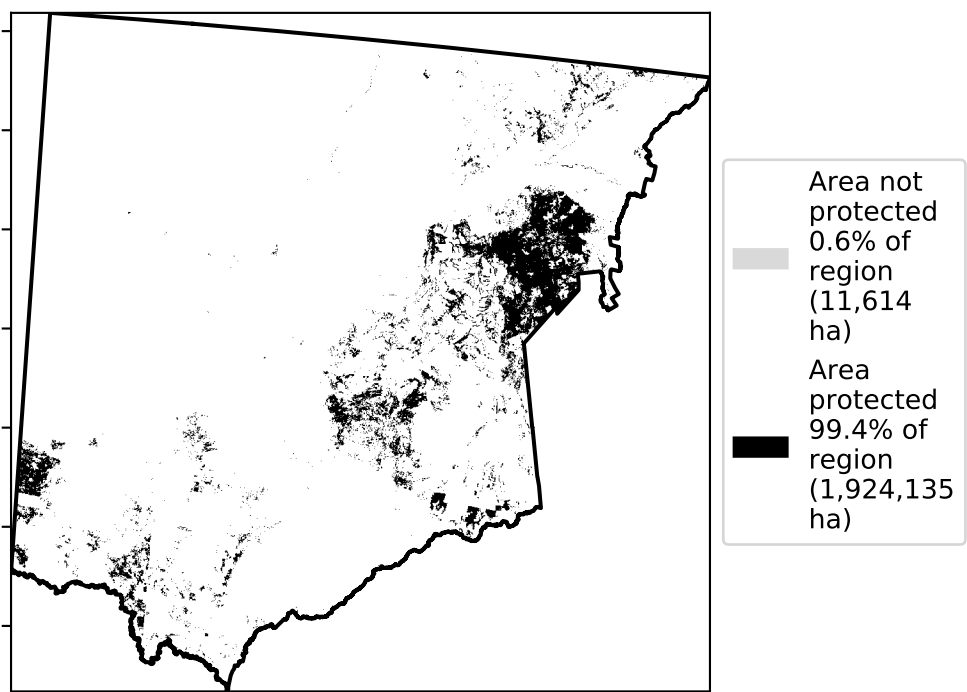 Area not
protected
0.6% of
region
(11,614
ha)
Area
protected
99.4% of
region
(1,924,135
ha)